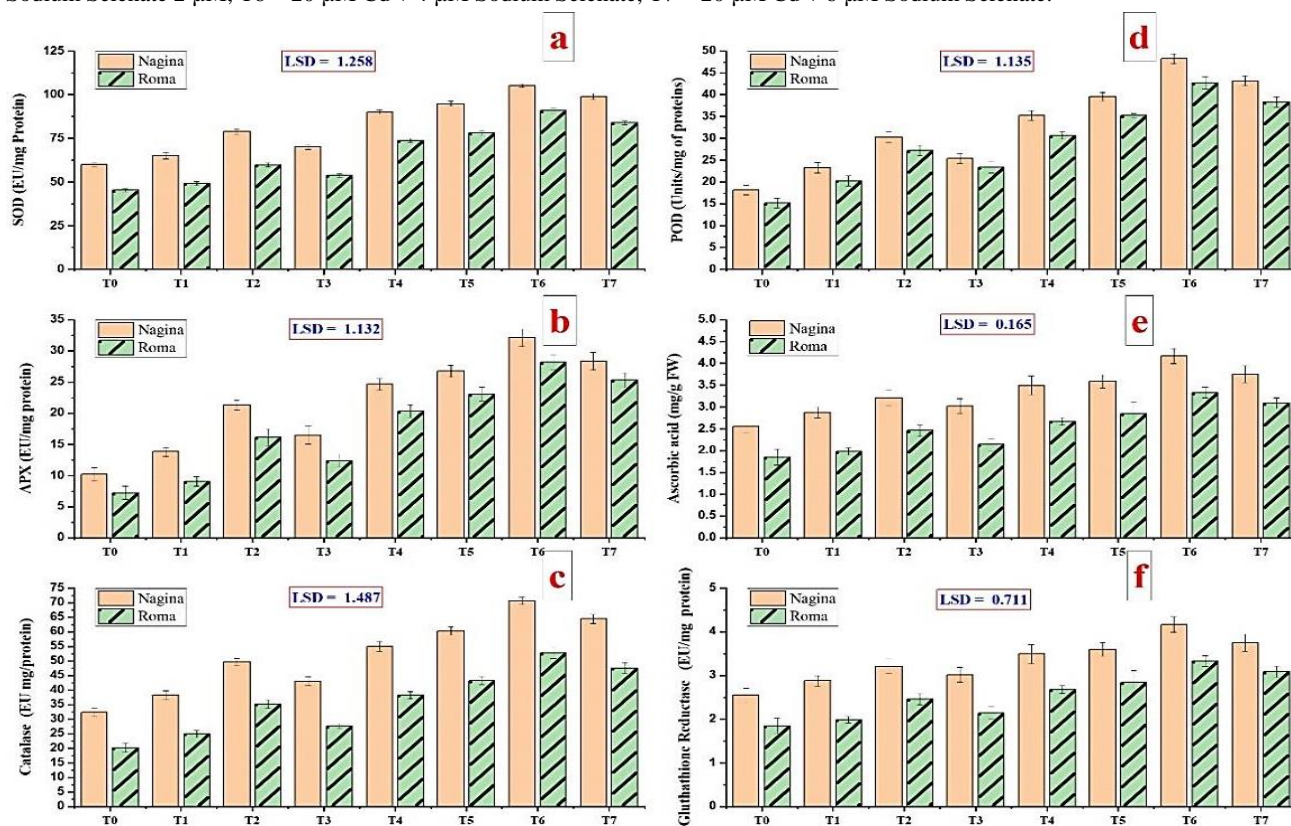 Sodium Selenate 2 µM, T6 = 20 µM Cd + 4 µM Sodium Selenate, T7 = 20 µM Cd + µM Sodium Selenate.
a
LSD = 1.258
Nagina
Roma
125
100
75
50
25
0
SOD (EU/mg Protein)
T0 T1 T2 T3 T4 T5 T6 T7
d
LSD = 1.135
Nagina
Roma
50
45
40
35
30
25
20
15
10
5
0
POD (Units/mg of proteins)
T0 T1 T2 T3 T4 T5 T6 T7
b
LSD = 1.132
Nagina
Roma
35
30
25
20
15
10
5
0
APX (EU/mg protein)
T0 T1 T2 T3 T4 T5 T6 T7
e
LSD = 0.165
Nagina
Roma
5.0
4.5
4.0
3.5
3.0
2.5
2.0
1.5
1.0
0.5
0.0
Ascorbic acid (mg/g FW)
T0 T1 T2 T3 T4 T5 T6 T7
c
LSD = 1.487
Nagina
Roma
75
70
65
60
55
50
45
40
35
30
25
20
15
10
5
0
Catalase (EU mg/protein)
T0 T1 T2 T3 T4 T5 T6 T7
f
LSD = 0.711
Nagina
Roma
5
4
3
2
1
0
Gluthathione Reductase (EU/mg protein)
T0 T1 T2 T3 T4 T5 T6 T7